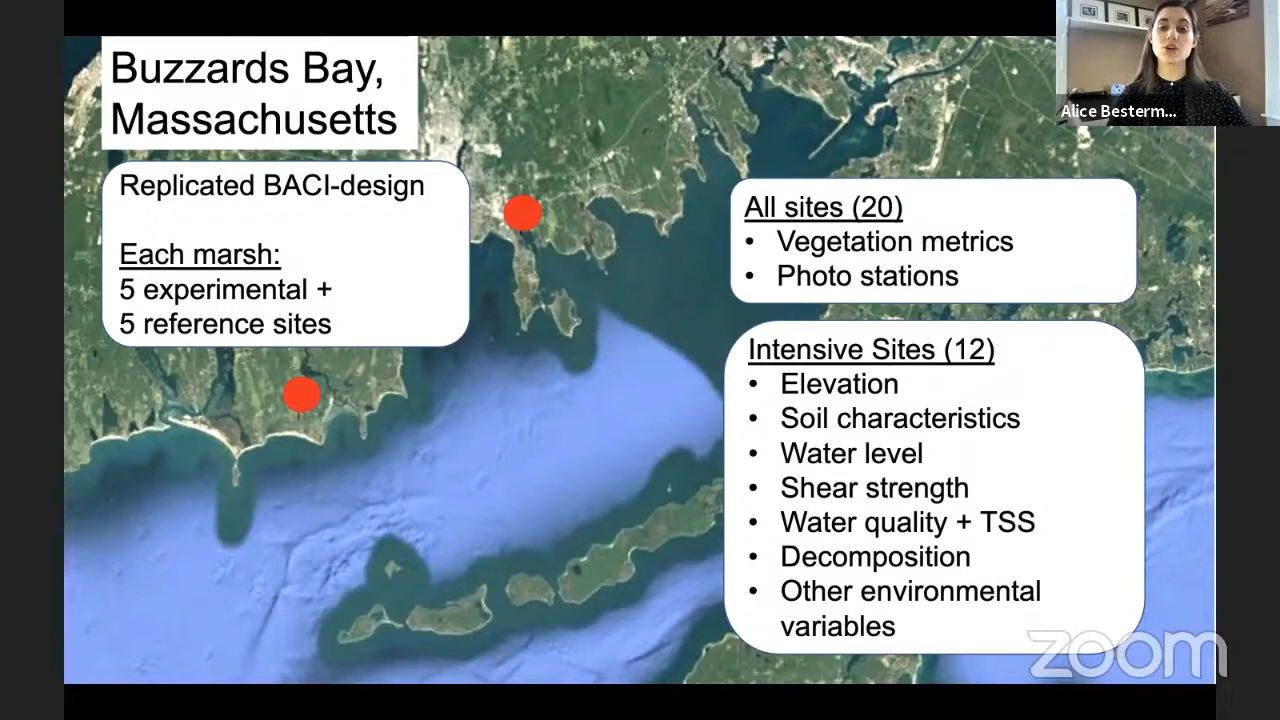 Buzzards Bay,
Massachusetts
Alice Besterm...
Replicated BACI-design
Each marsh:
5 experimental +
5 reference sites
All sites (20)
• Vegetation metrics
• Photo stations
Intensive Sites (12)
• Elevation
• Soil characteristics
• Water level
• Shear strength
• Water quality + TSS
• Decomposition
• Other environmental
variables
zoom